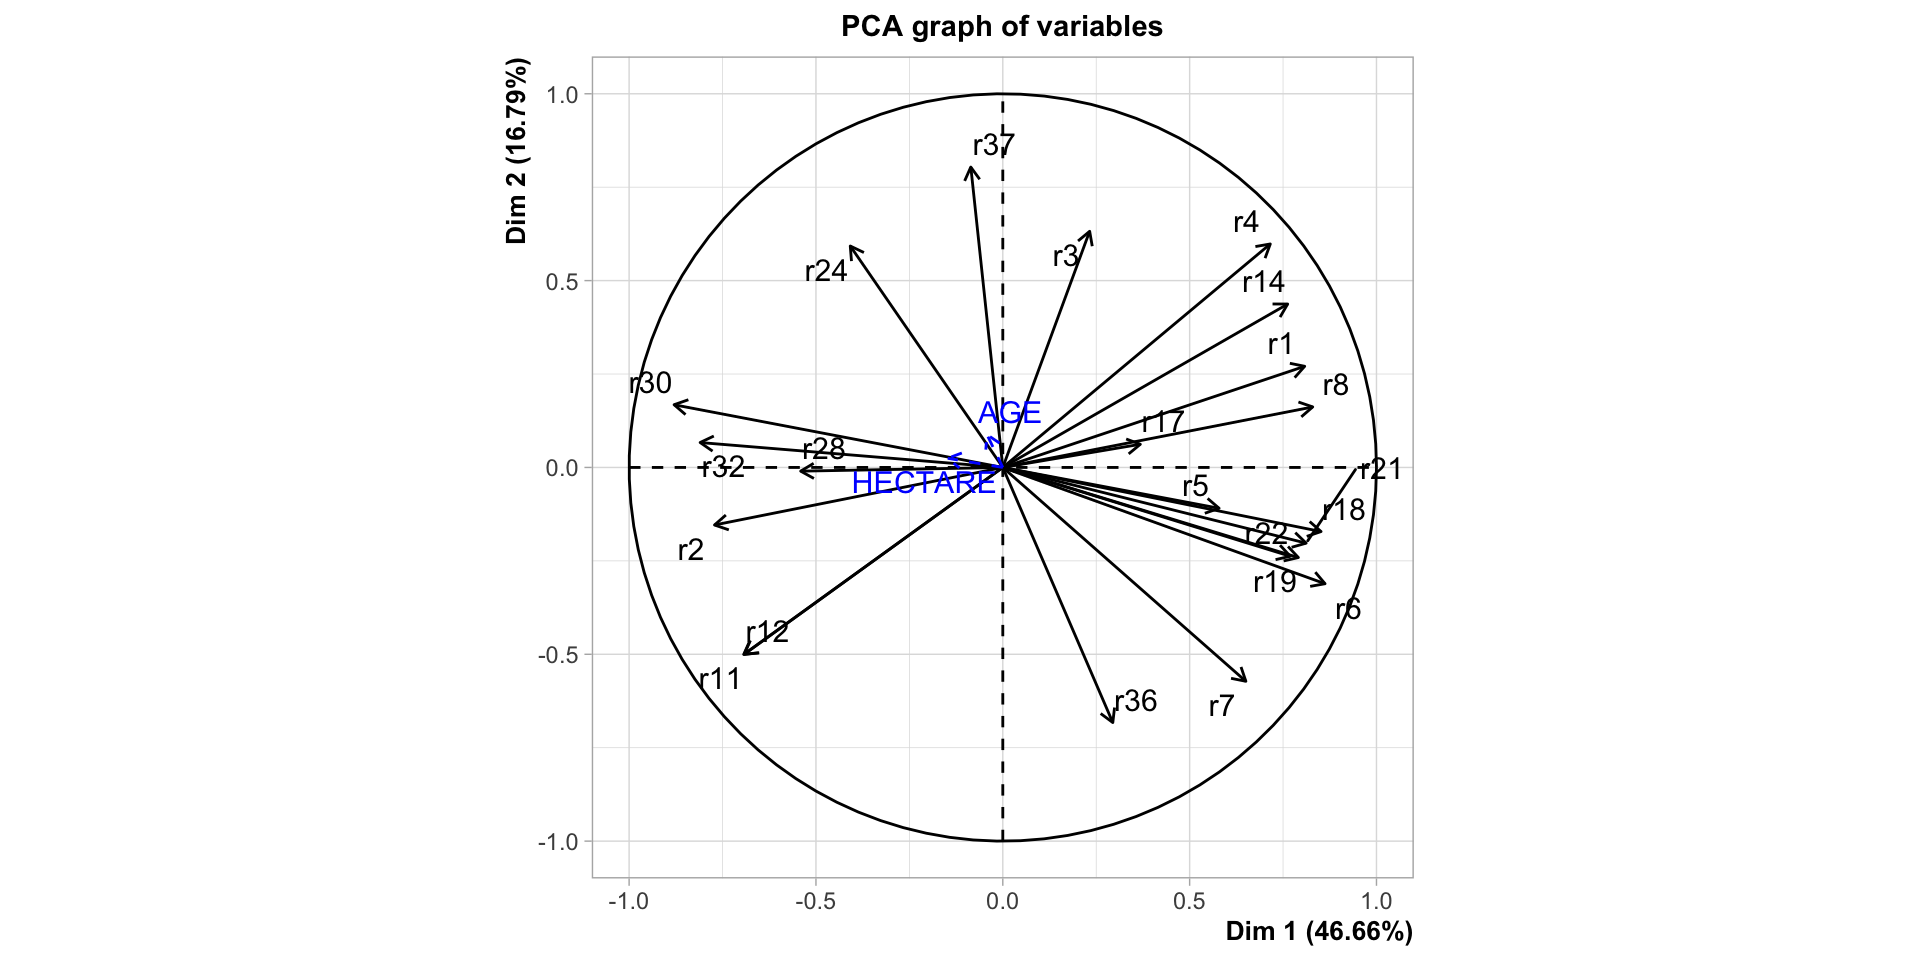 PCA graph of variables
Dim 2 (16.79%)
1.0
0.5
0.0
-0.5
-1.0
r37
r4
r3
r24
r14
r1
r30
r8
AGE
r17
r28
r32
r21
HECTARE
r5
r18
r22
r2
r19
r6
r12
r11
r36
r7
-1.0
-0.5
0.0
0.5
1.0
Dim 1 (46.66%)